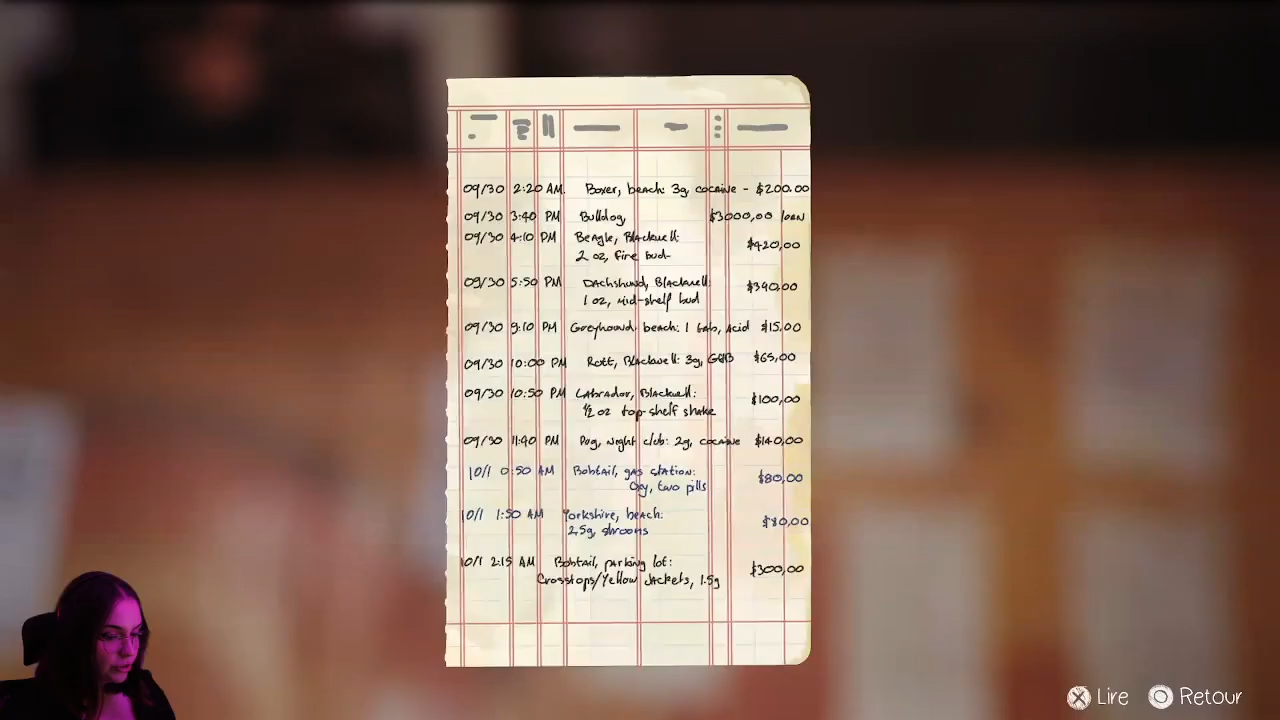 09/30 2:20 AM. Boxer, beach: 3g, cocaine - $200.00
09/30 3:40 PM Bulldog, $3000,00 loan
09/30 4:10 PM Beagle, Blackwell:
2 oz, fire bud- $420,00
09/30 5:50 PM Dachshund, Blackwell:
1 oz, mid-shelf bud $340,00
09/30 9:10 PM Greyhound, beach: 1 tab, acid $15.00
09/30 10:00 PM Rott, Blackwell: 3g, GHB $65,00
09/30 10:50 PM Labrador, Blackwell:
1/2 oz top-shelf shake $100,00
09/30 11:40 PM Pug, night club: 2g, cocaine $140,00
10/1 0:50 AM Bobtail, gas station:
Oxy, two pills $80,00
10/1 1:50 AM Yorkshire, beach:
2,5g, shrooms
10/1 2:15 AM Bobtail, parking lot:
Crosstops/Yellow Jackets, 1.5g $300,00
Lire Retour